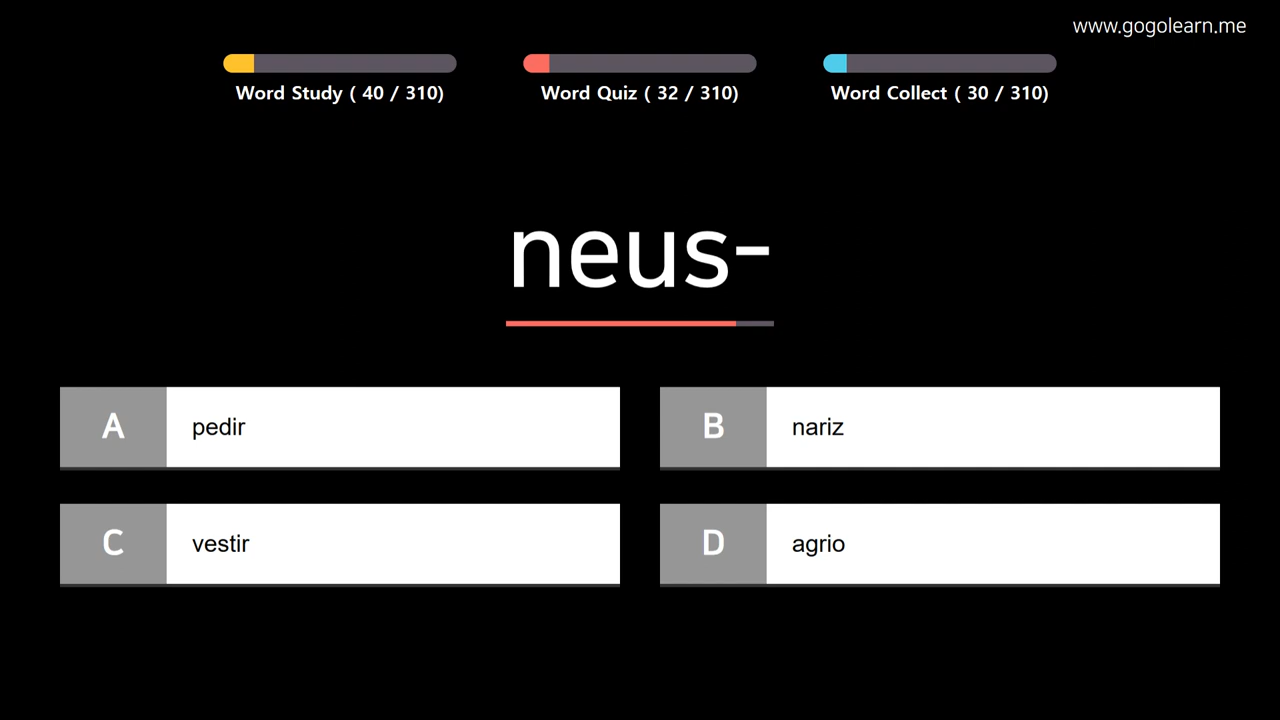 www.gogolearn.me
Word Study ( 40 / 310)
Word Quiz ( 32 / 310)
Word Collect ( 30 / 310)
neus-
A pedir
B nariz
C vestir
D agrio